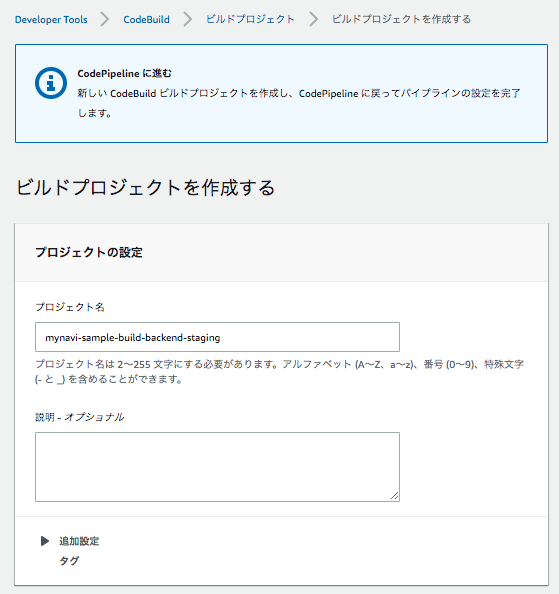 Developer Tools > CodeBuild > ビルドプロジェクト > ビルドプロジェクトを作成する
CodePipeline に進む
新しい CodeBuild ビルドプロジェクトを作成し、CodePipeline に戻ってパイプラインの設定を完了
します。
ビルドプロジェクトを作成する
プロジェクトの設定
プロジェクト名
mynavi-sample-build-backend-staging
プロジェクト名は 2〜255 文字にする必要があります。アルファベット (A〜Z、a〜z)、番号 (0〜9)、特殊文字
(- と _) を含めることができます。
説明 - オプショナル
追加設定
タグ